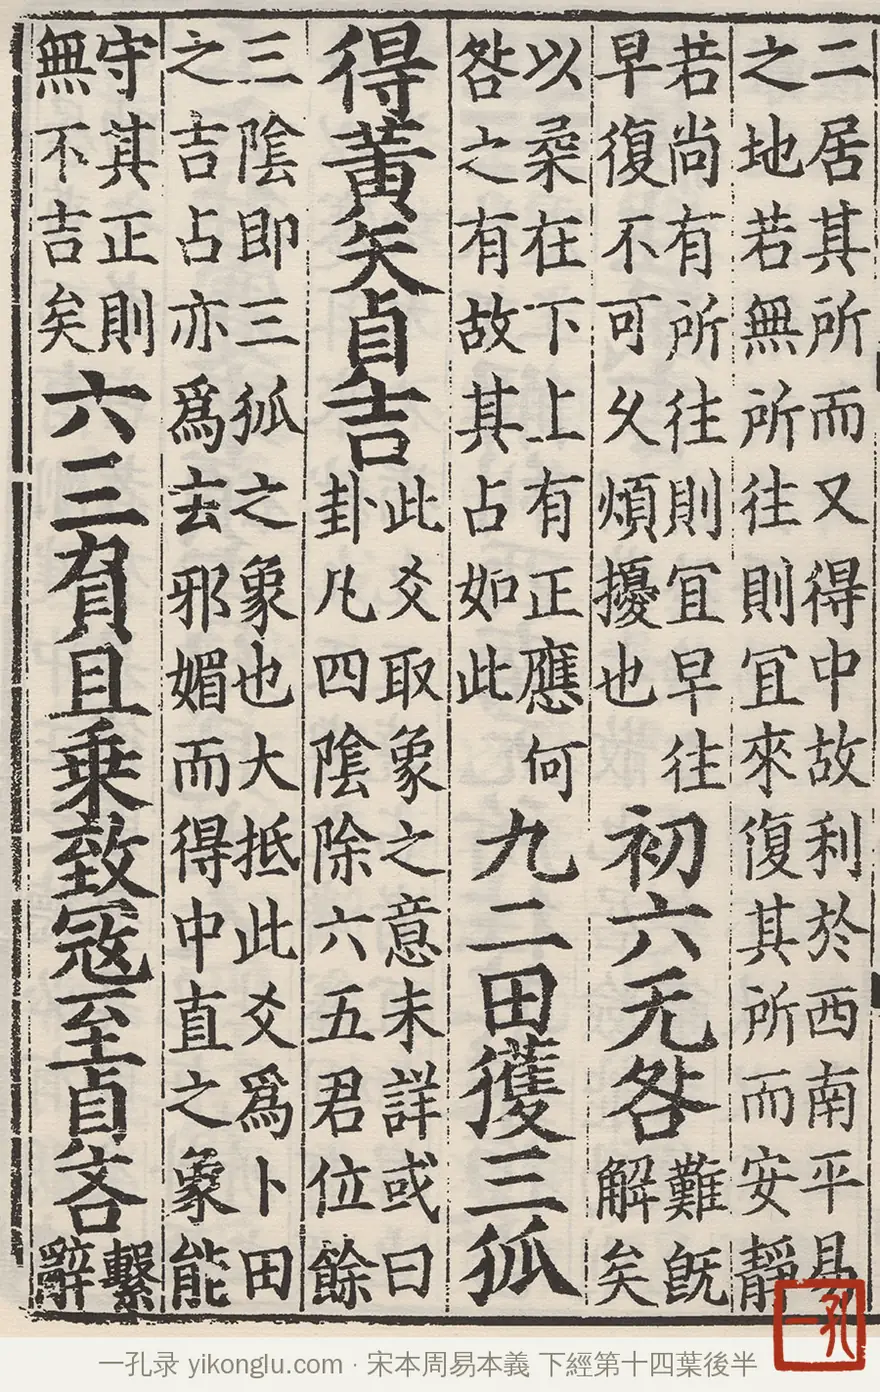 二居其所而又得中故利於西南平易
之地若無所往則冝來復其所而安靜
若尚有所往則冝早往
早復不可乆煩擾也
初六无咎
難旣
解矣
以桒在下上有正應何
咎之有故其占如此
九二田獲三狐
得黃矢貞吉
此爻取象之意未詳或曰
卦凡四陰除六五君位餘
三陰即三狐之象也大抵此爻爲卜田
之吉占亦爲去邪媚而得中直之象能
守其正則
無不吉矣
六三負且乗致寇至貞吝
繫
辭
一孔
一孔录 yikonglu.com · 宋本周易本義 下經第十四葉後半